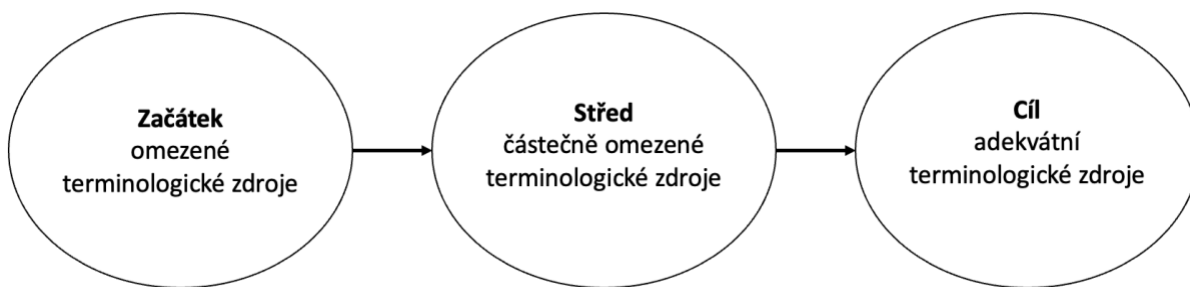 Začátek
omezené
terminologické zdroje
Střed
částečně omezené
terminologické zdroje
Cíl
adekvátní
terminologické zdroje